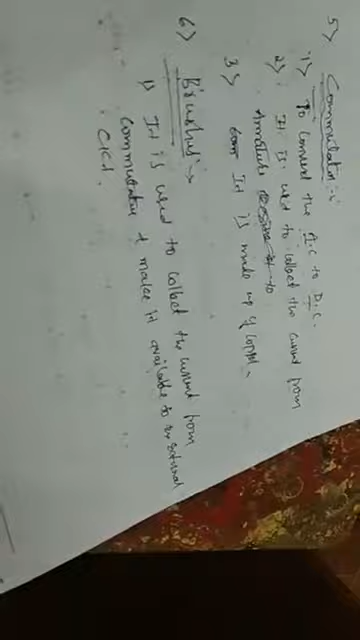 5) Commutator :-
1) To convert the A.C to D.C.
2) It is used to collect the current from
Armature
3) It is made up of copper.
6) Brushes :-
1) It is used to collect the current from
commutator & make it available to the external
ckt.